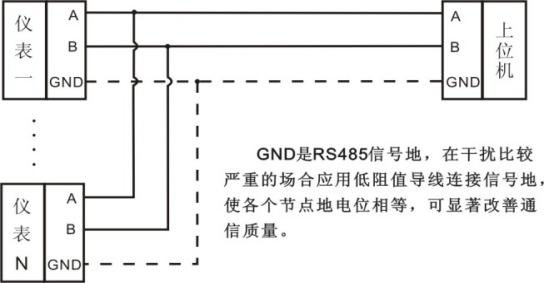 仪表一
A
B
GND
A
B
GND
上位机
GND是RS485信号地，在干扰比较
严重的场合应用低阻值导线连接信号地，
使各个节点地电位相等，可显著改善通
信质量。
仪表N
A
B
GND